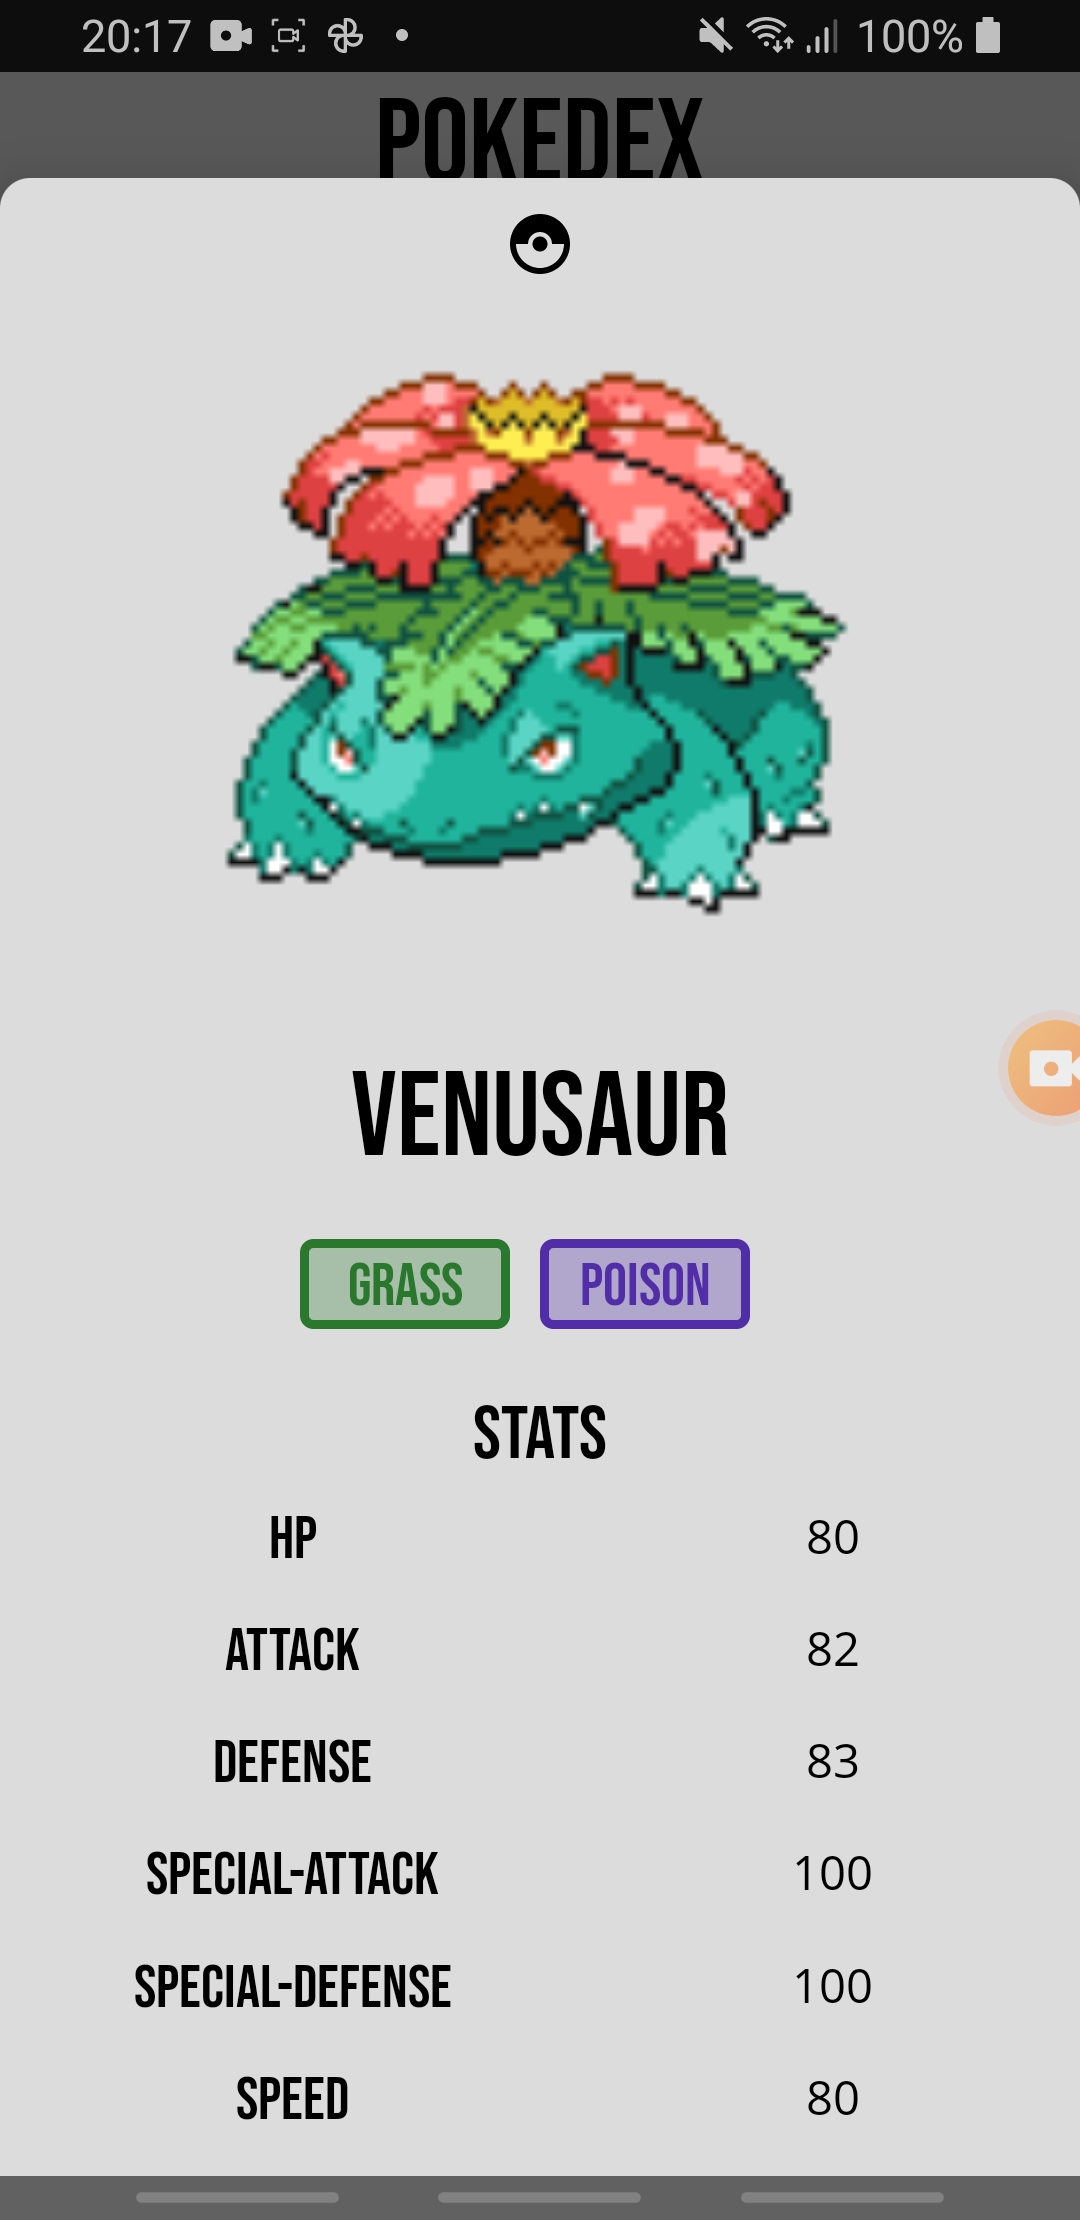 20:17 100%
POKEDEX
VENUSAUR
GRASS POISON
STATS
HP 80
ATTACK 82
DEFENSE 83
SPECIAL-ATTACK 100
SPECIAL-DEFENSE 100
SPEED 80